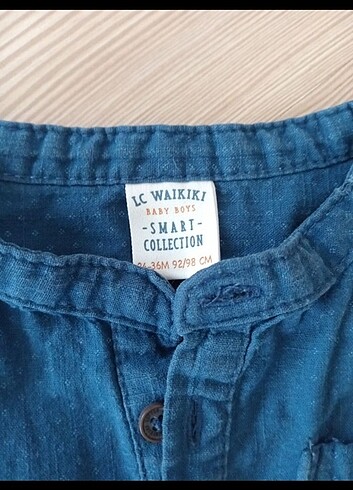 LC WAIKIKI
BABY BOYS
-SMART-
COLLECTION
24-36M 92/98 CM